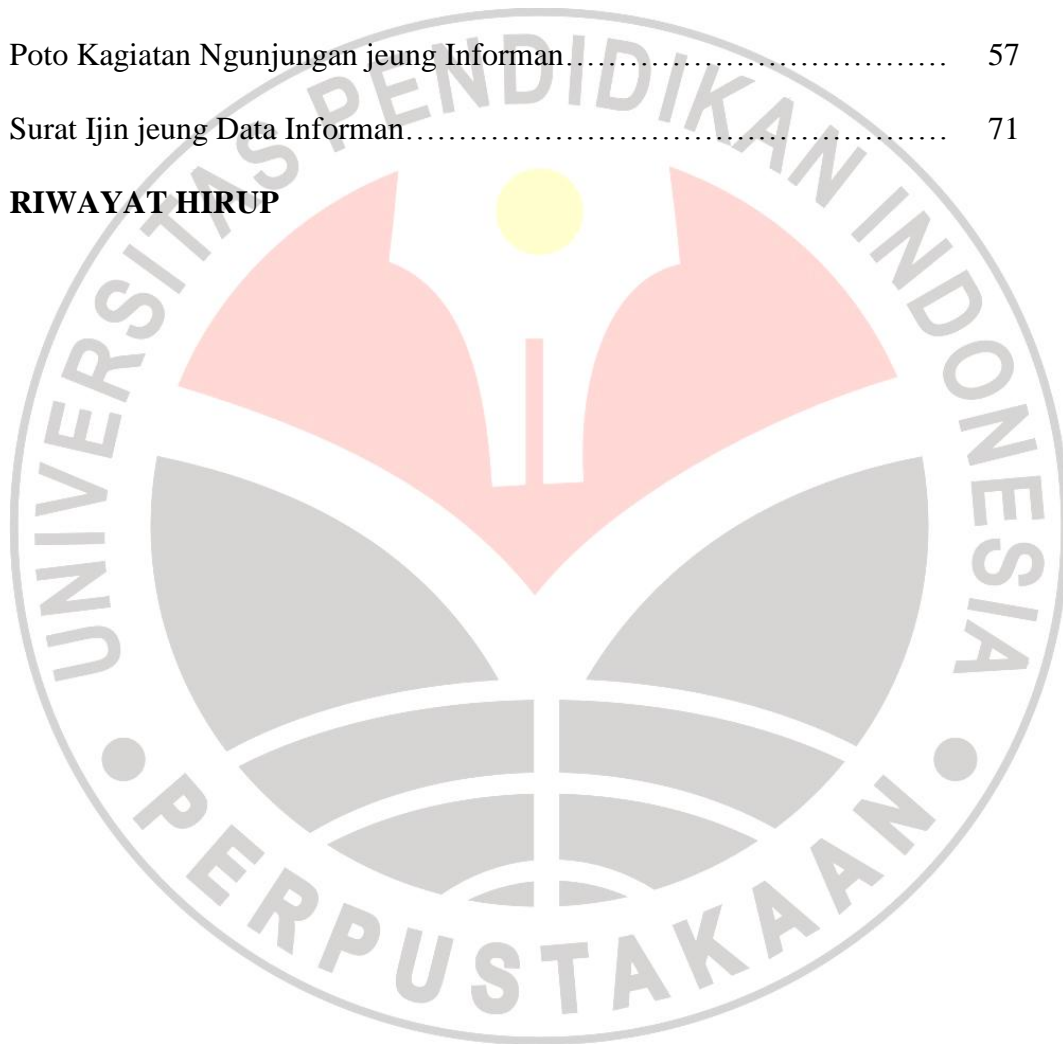 Poto Kagiatan Ngunjungan jeung Informan……………………………… 57
Surat Ijin jeung Data Informan…………………………………………… 71
RIWAYAT HIRUP
UNIVERSITAS PENDIDIKAN INDONESIA
PERPUSTAKAAN